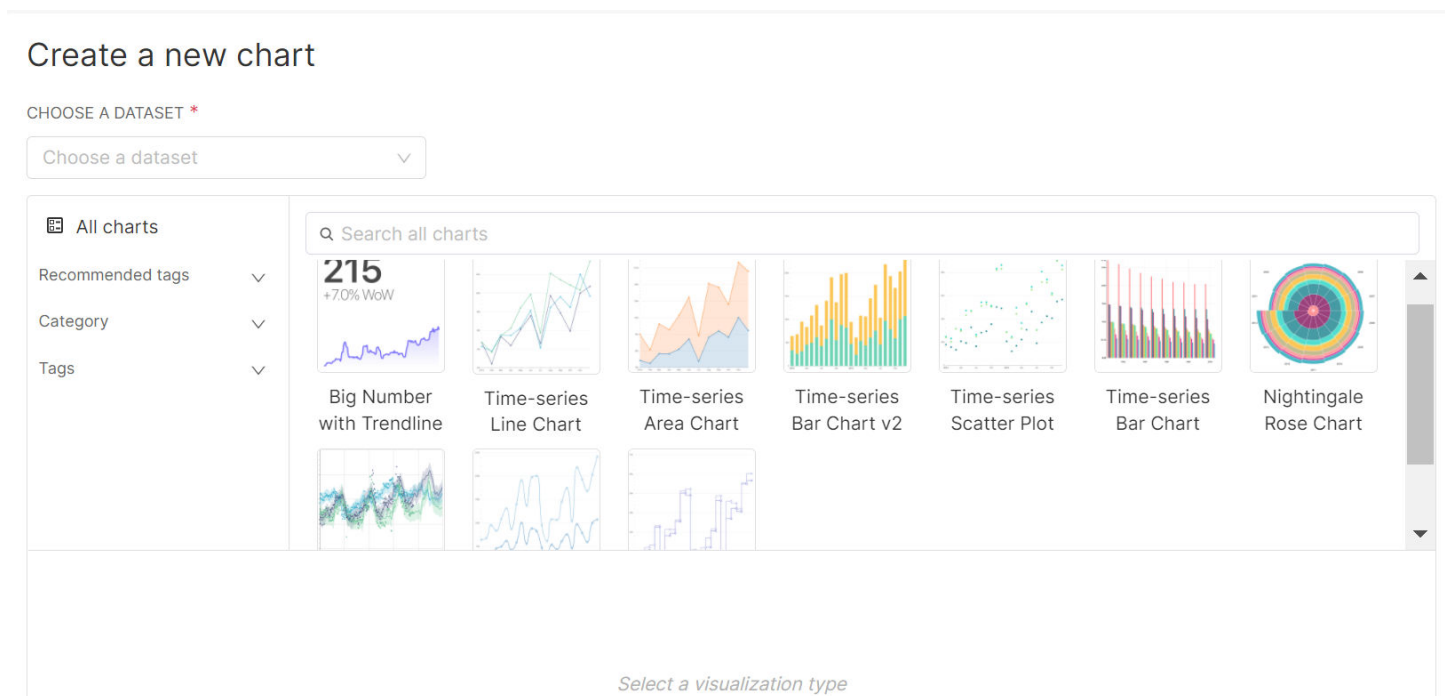 Create a new chart
CHOOSE A DATASET *
Choose a dataset
All charts
Recommended tags
Category
Tags
Search all charts
215
+7.0% WoW
Big Number
with Trendline
Time-series
Line Chart
Time-series
Area Chart
Time-series
Bar Chart v2
Time-series
Scatter Plot
Time-series
Bar Chart
Nightingale
Rose Chart
Select a visualization type